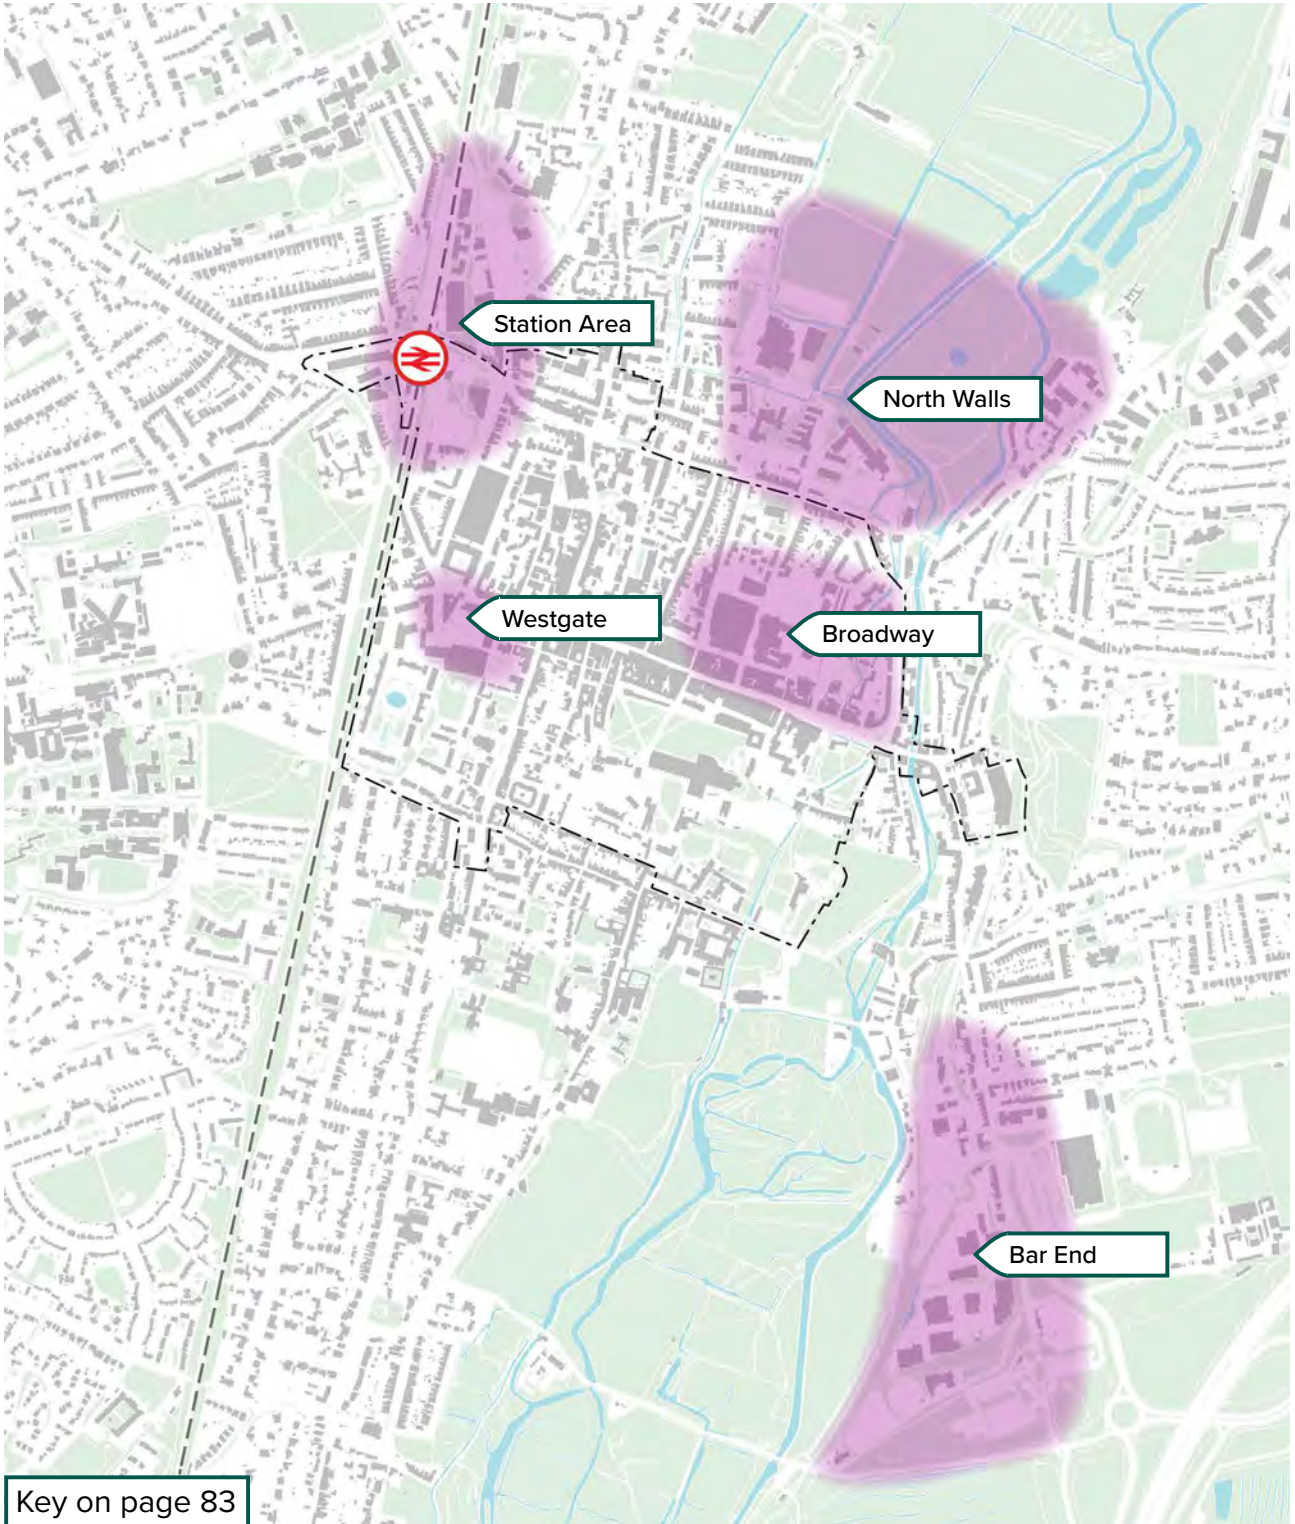 Station Area
North Walls
Westgate
Broadway
Bar End
Key on page 83